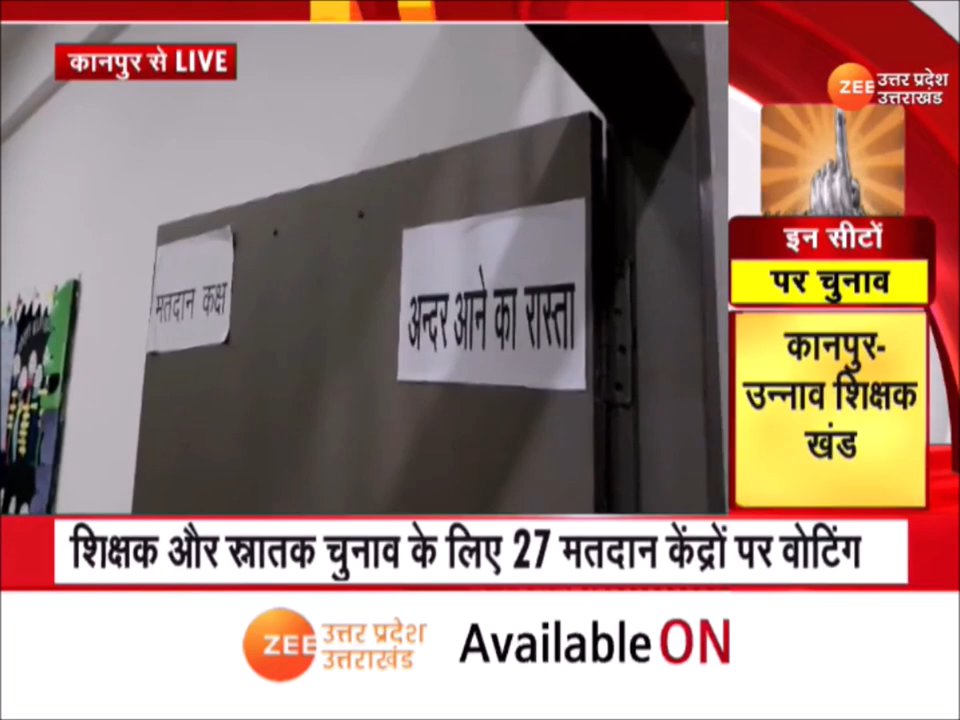 कानपुर से LIVE
ZEE उत्तर प्रदेश
उत्तराखंड
मतदान कक्ष
अन्दर आने का रास्ता
इन सीटों
पर चुनाव
कानपुर-
उन्नाव शिक्षक
खंड
शिक्षक और स्नातक चुनाव के लिए 27 मतदान केंद्रों पर वोटिंग
ZEE उत्तर प्रदेश
उत्तराखंड
Available ON